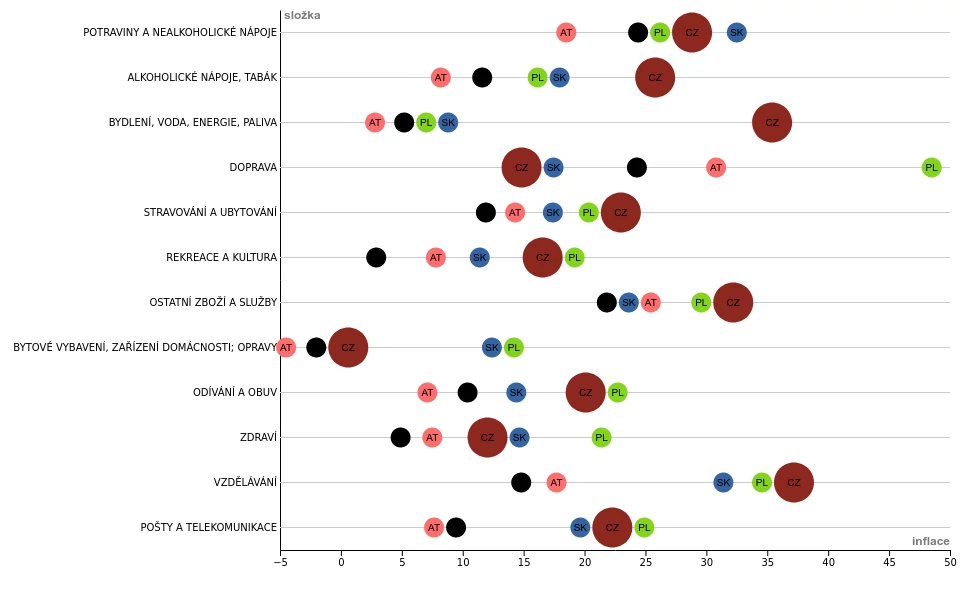 složka
POTRAVINY A NEALKOHOLICKÉ NÁPOJE AT PL CZ SK
ALKOHOLICKÉ NÁPOJE, TABÁK AT PL SK CZ
BYDLENÍ, VODA, ENERGIE, PALIVA AT PL SK CZ
DOPRAVA CZ SK AT PL
STRAVOVÁNÍ A UBYTOVÁNÍ AT SK PL CZ
REKREACE A KULTURA AT SK CZ PL
OSTATNÍ ZBOŽÍ A SLUŽBY SK AT PL CZ
BYTOVÉ VYBAVENÍ, ZAŘÍZENÍ DOMÁCNOSTI; OPRAVY AT CZ SK PL
ODÍVÁNÍ A OBUV AT SK CZ PL
ZDRAVÍ AT CZ SK PL
VZDĚLÁVÁNÍ AT SK PL CZ
POŠTY A TELEKOMUNIKACE AT SK CZ PL
inflace
−5 0 5 10 15 20 25 30 35 40 45 50